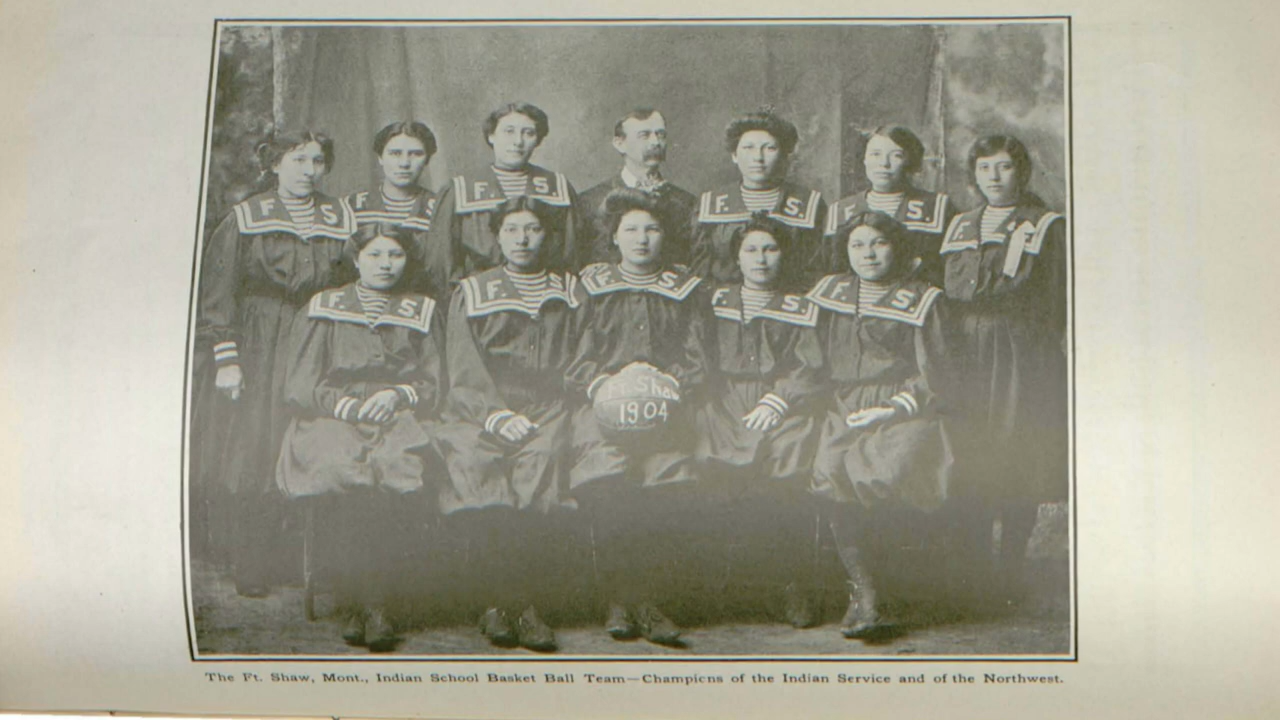 F. S.
F. S.
F. S.
F. S.
F. S.
F.
F. S.
F. S.
F. S.
F. S.
Ft. Shaw
1904
The Ft. Shaw, Mont., Indian School Basket Ball Team—Champions of the Indian Service and of the Northwest.